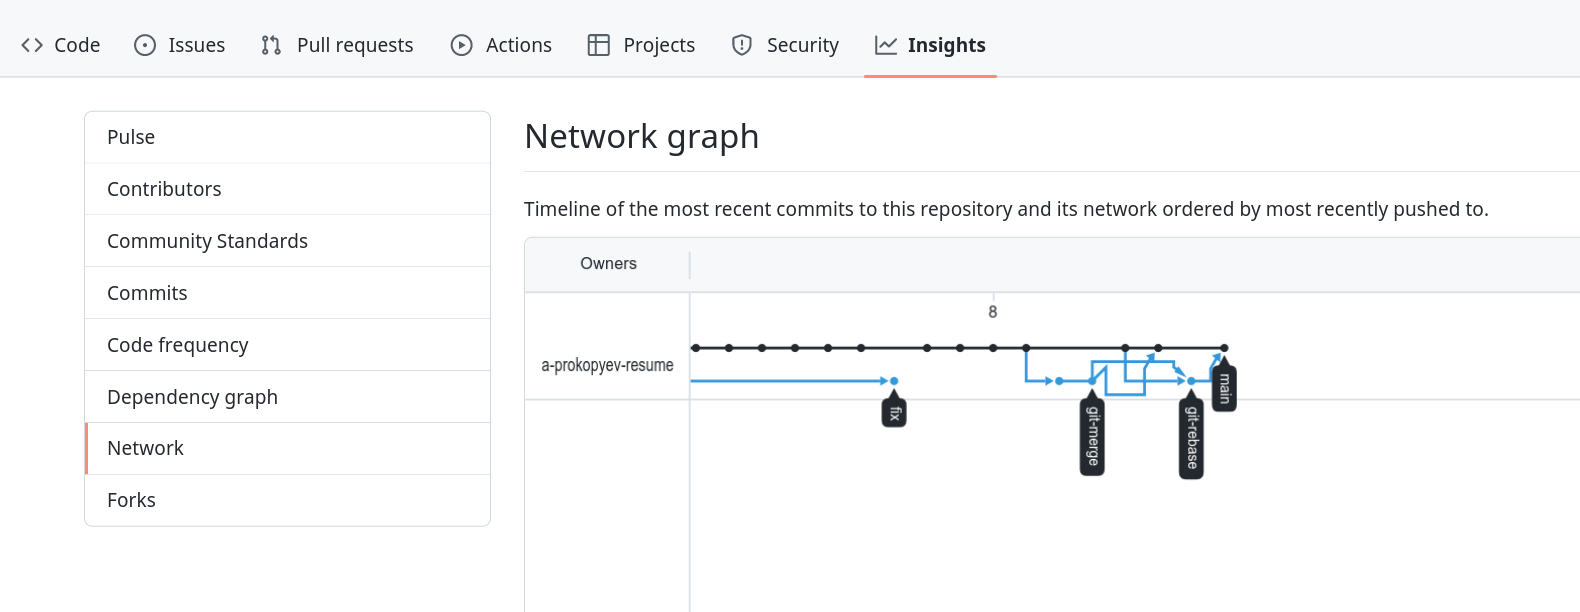 Code Issues Pull requests Actions Projects Security Insights
Pulse
Contributors
Community Standards
Commits
Code frequency
Dependency graph
Network
Forks
Network graph
Timeline of the most recent commits to this repository and its network ordered by most recently pushed to.
Owners
8
a-prokopyev-resume
fix
git-merge
git-rebase
main